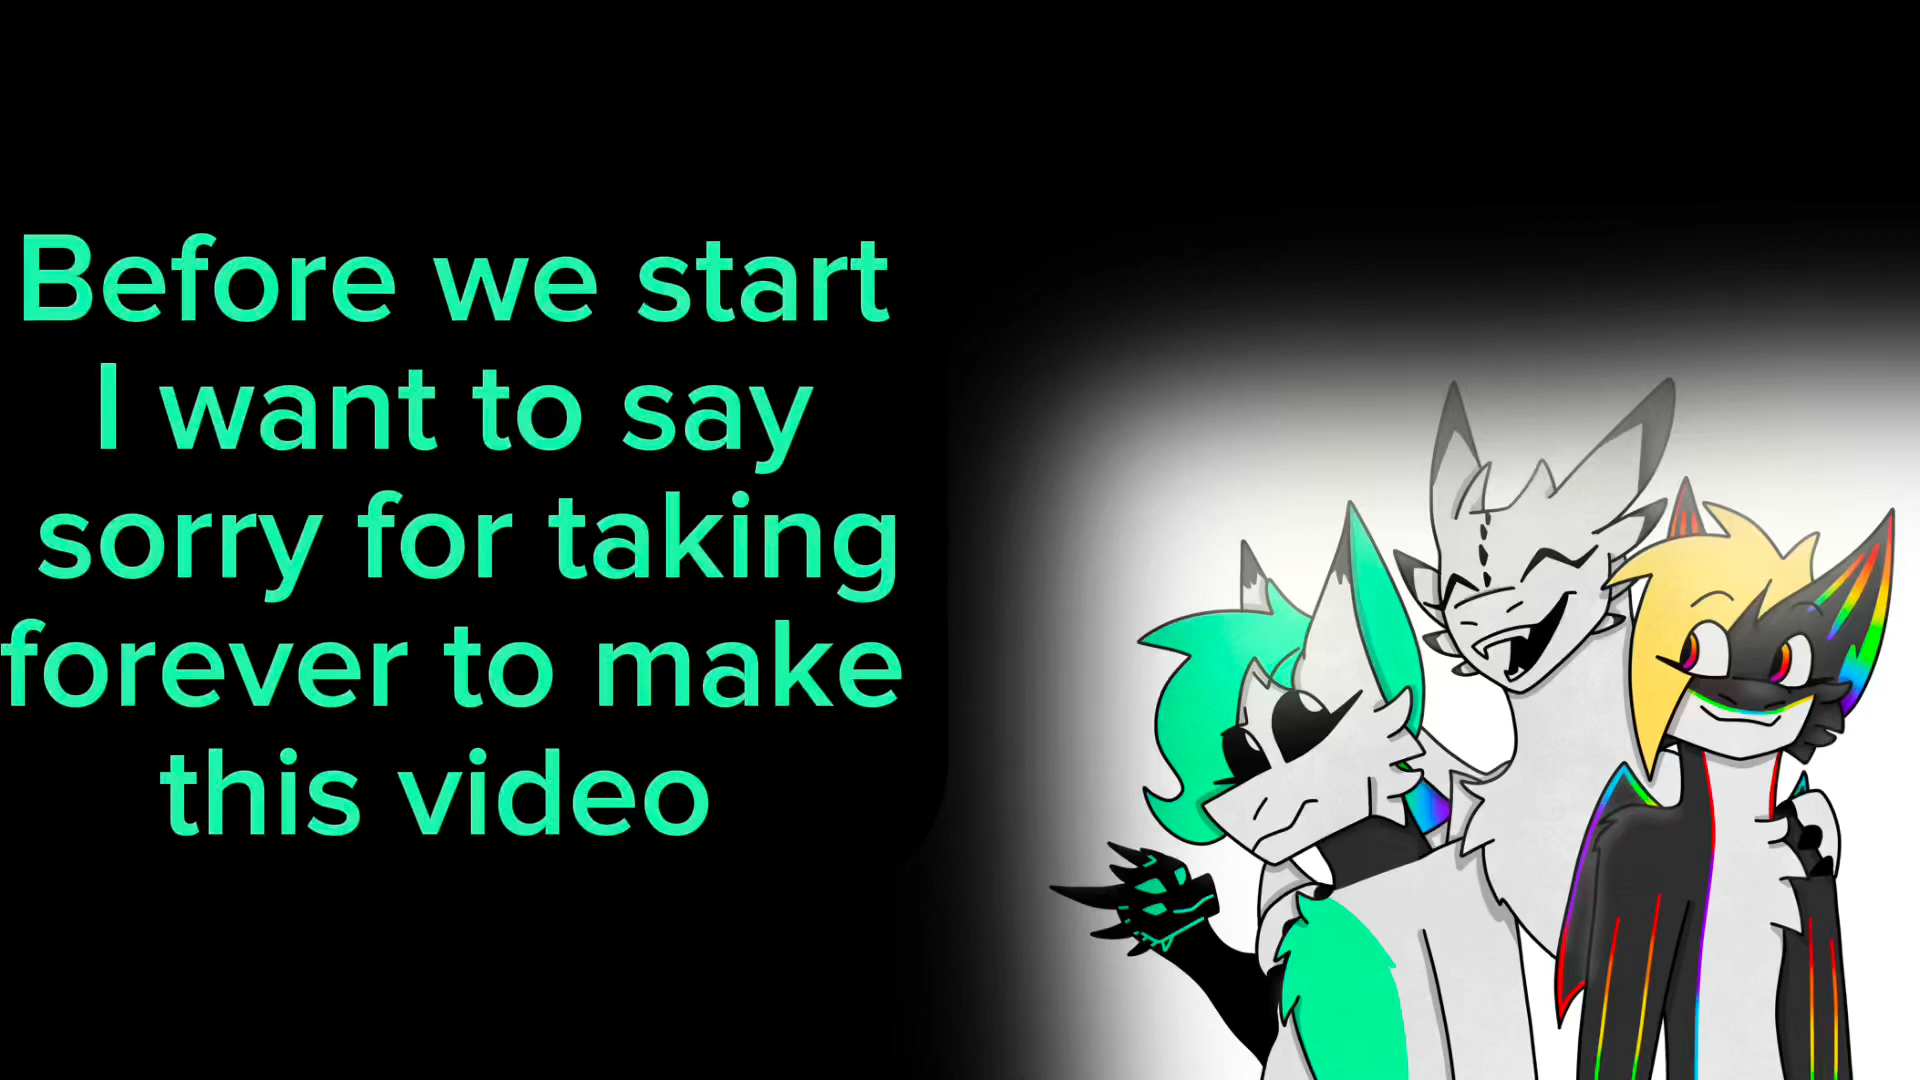 Before we start
I want to say
sorry for taking
forever to make
this video